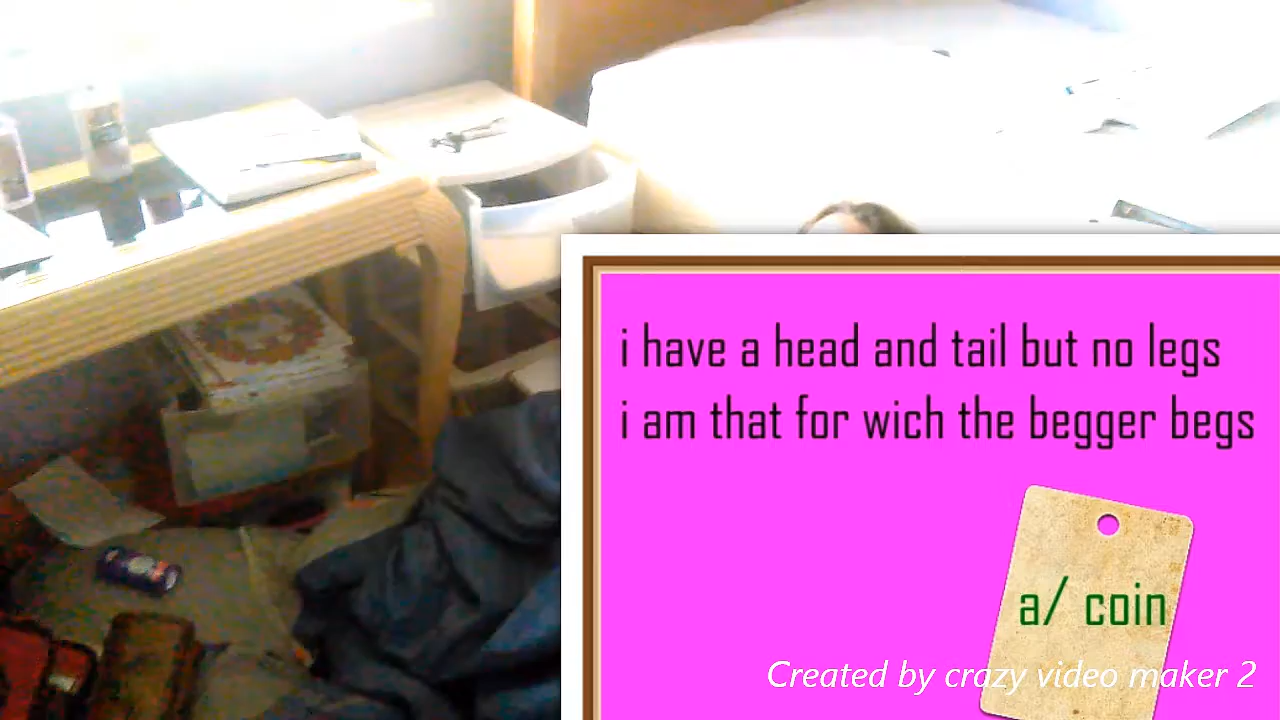 i have a head and tail but no legs
i am that for wich the begger begs
a/ coin
Created by crazy video maker 2